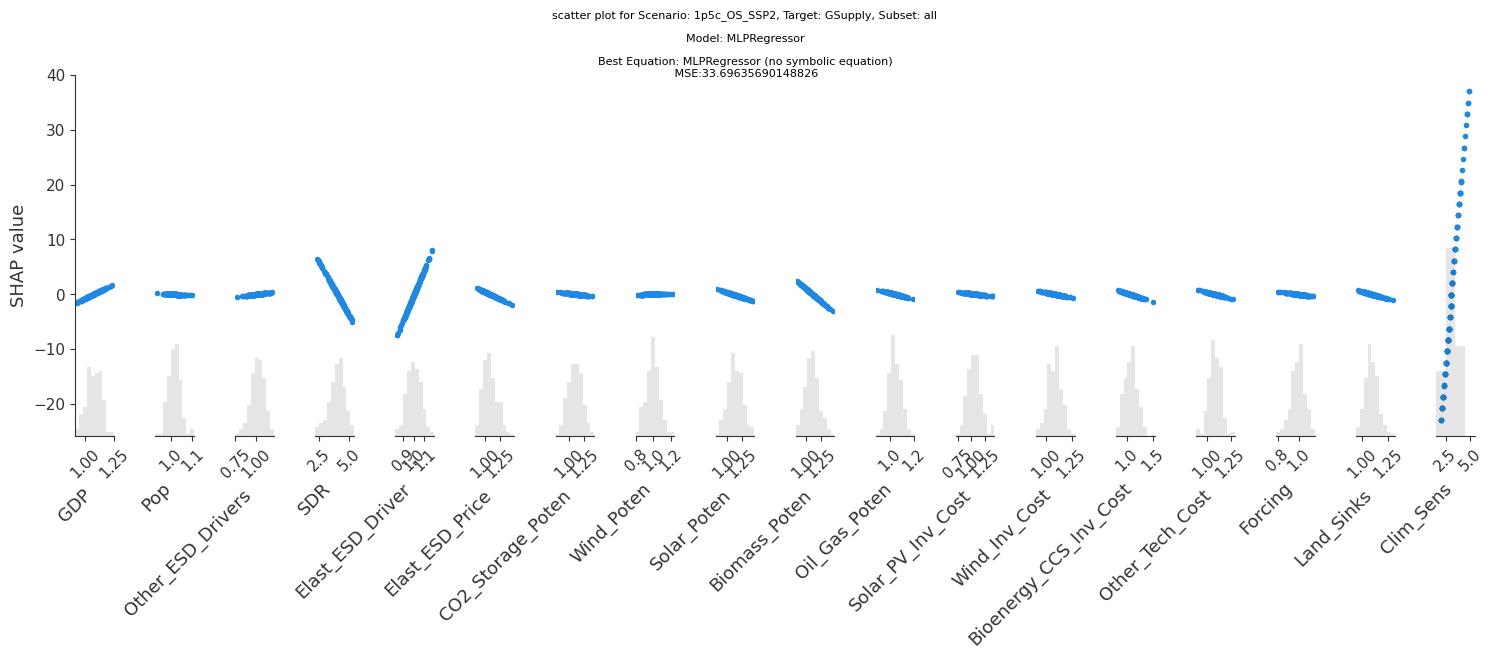 scatter plot for Scenario: 1p5c_OS_SSP2, Target: GSupply, Subset: all
Model: MLPRegressor
Best Equation: MLPRegressor (no symbolic equation)
MSE:33.69635690148826
40
30
20
10
0
−10
−20
SHAP value
1.00 1.25
1.0 1.1
0.75 1.00
2.5 5.0
0.9 1.0 1.1
1.00 1.25
1.00 1.25
0.8 1.0 1.2
1.00 1.25
1.00 1.25
1.0 1.2
0.75 1.00 1.25
1.00 1.25
1.0 1.5
1.00 1.25
0.8 1.0
1.00 1.25
2.5 5.0
GDP
Pop
Other_ESD_Drivers
SDR
Elast_ESD_Driver
Elast_ESD_Price
CO2_Storage_Poten
Wind_Poten
Solar_Poten
Biomass_Poten
Oil_Gas_Poten
Solar_PV_Inv_Cost
Wind_Inv_Cost
Bioenergy_CCS_Inv_Cost
Other_Tech_Cost
Forcing
Land_Sinks
Clim_Sens